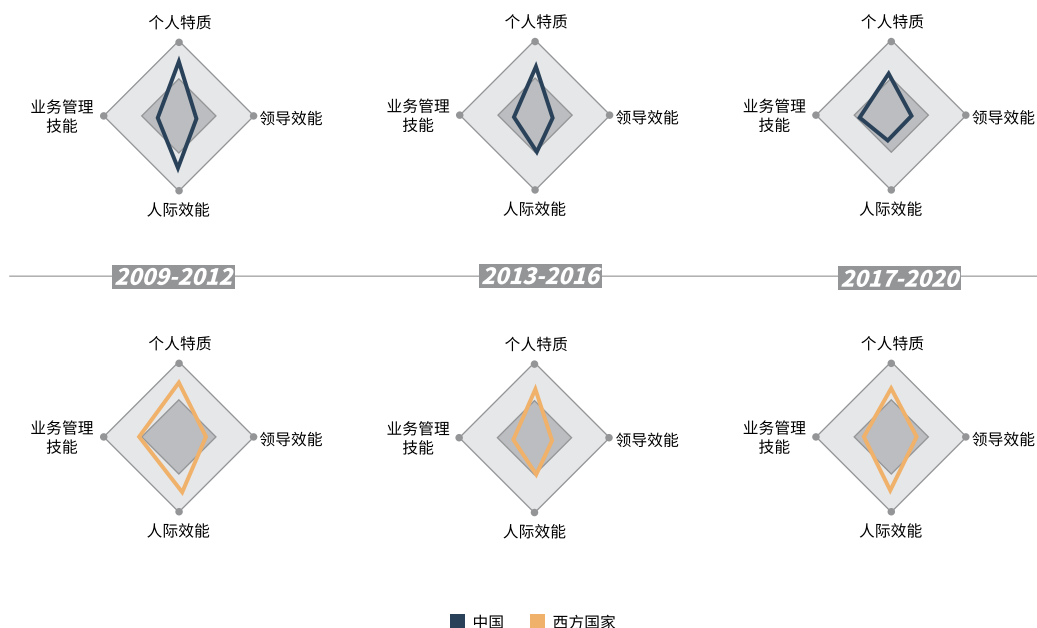 个人特质
个人特质
个人特质
业务管理
技能
领导效能
业务管理
技能
领导效能
业务管理
技能
领导效能
人际效能
人际效能
人际效能
2009-2012
2013-2016
2017-2020
个人特质
个人特质
个人特质
业务管理
技能
领导效能
业务管理
技能
领导效能
业务管理
技能
领导效能
人际效能
人际效能
人际效能
中国
西方国家